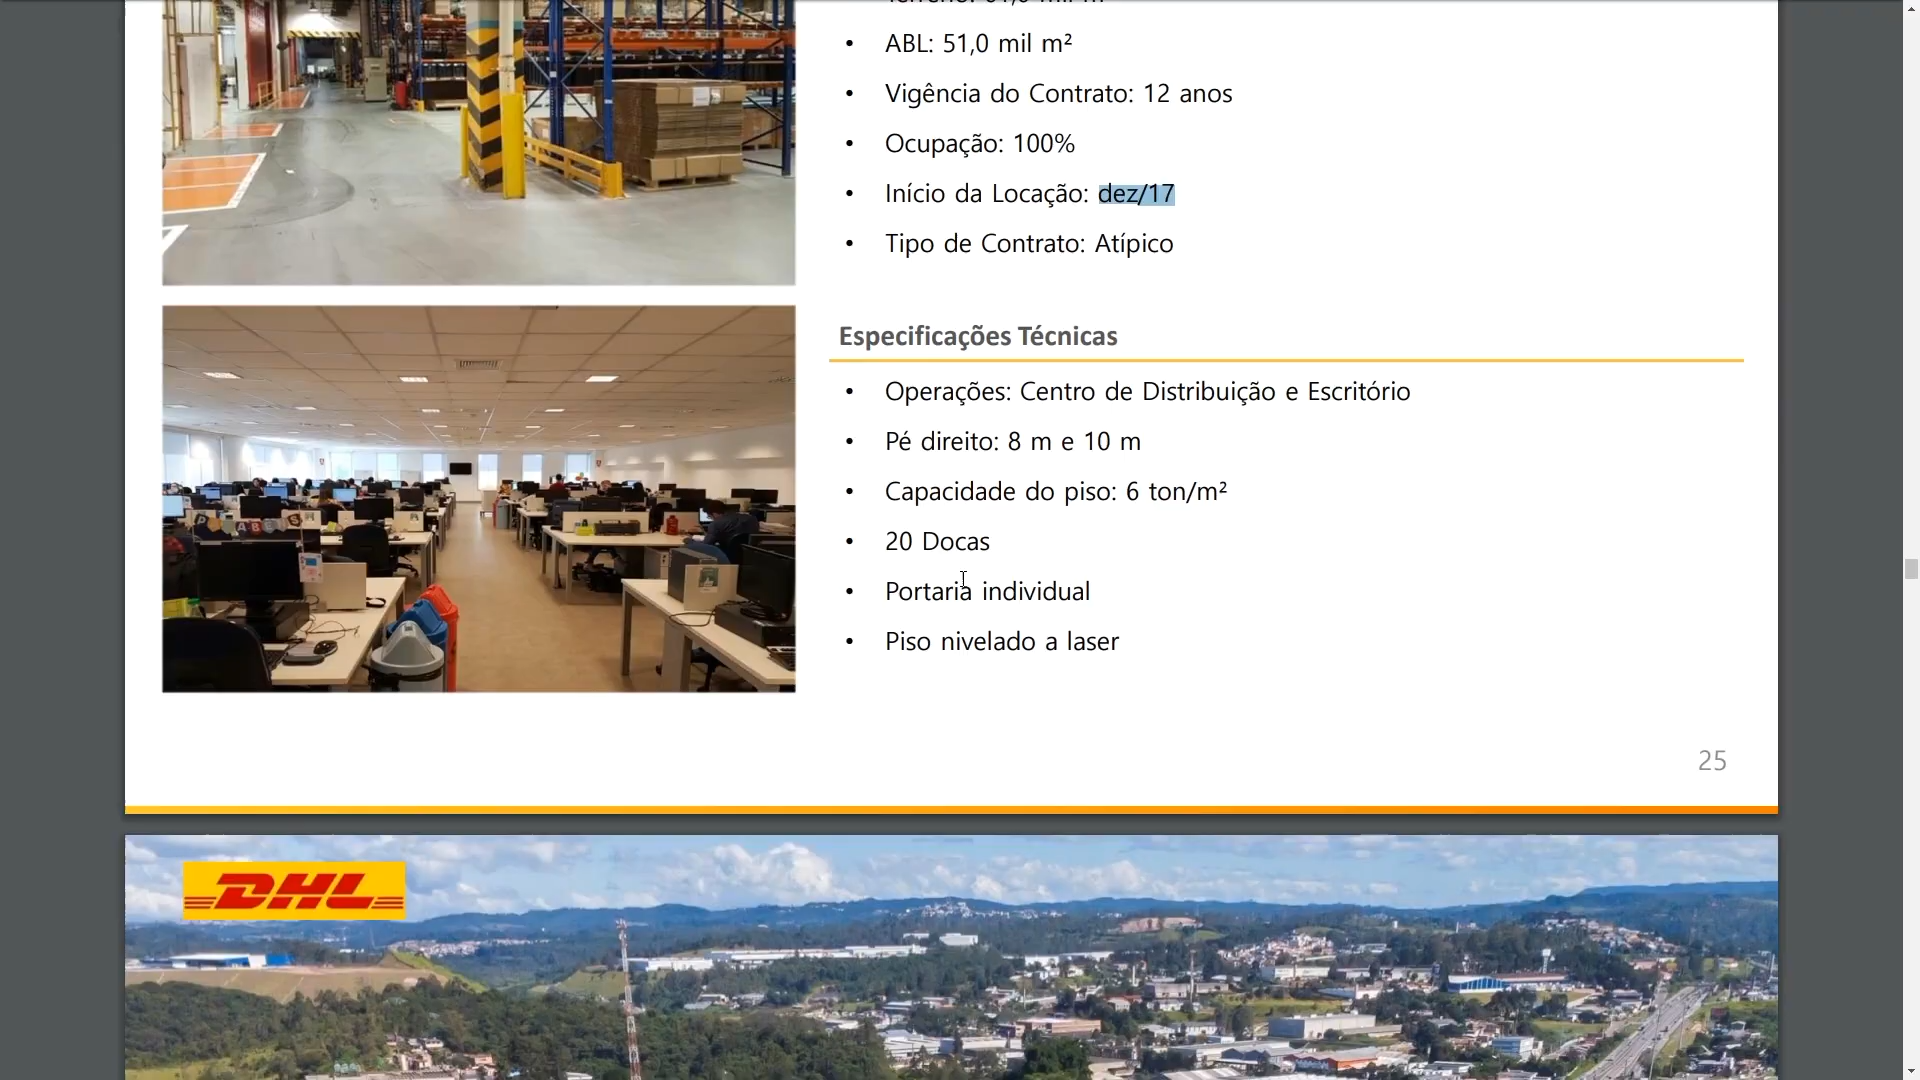 • ABL: 51,0 mil m²
• Vigência do Contrato: 12 anos
• Ocupação: 100%
• Início da Locação: dez/17
• Tipo de Contrato: Atípico
Especificações Técnicas
• Operações: Centro de Distribuição e Escritório
• Pé direito: 8 m e 10 m
• Capacidade do piso: 6 ton/m²
• 20 Docas
• Portaria individual
• Piso nivelado a laser
25
DHL